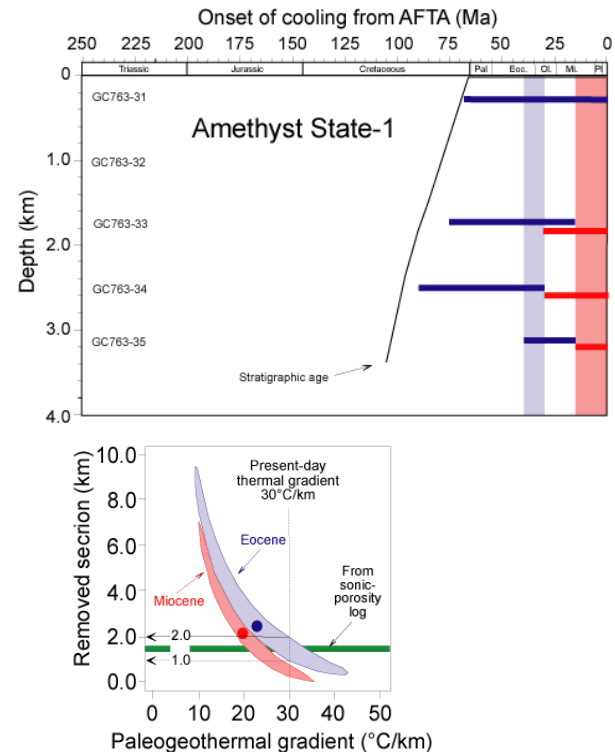 Onset of cooling from AFTA (Ma)
250 225 200 175 150 125 100 75 50 25 0
Triassic Jurassic Cretaceous Pal Eoc. Ol. Mi. Pl
0
GC763-31
Amethyst State-1
1.0
GC763-32
GC763-33
2.0
GC763-34
3.0
GC763-35
Stratigraphic age
4.0
Depth (km)
10.0
Present-day
thermal gradient
30°C/km
8.0
6.0
Eocene
From
sonic-
porosity
log
4.0
Miocene
2.0
2.0
1.0
0.0
Removed secrion (km)
0 10 20 30 40 50
Paleogeothermal gradient (°C/km)